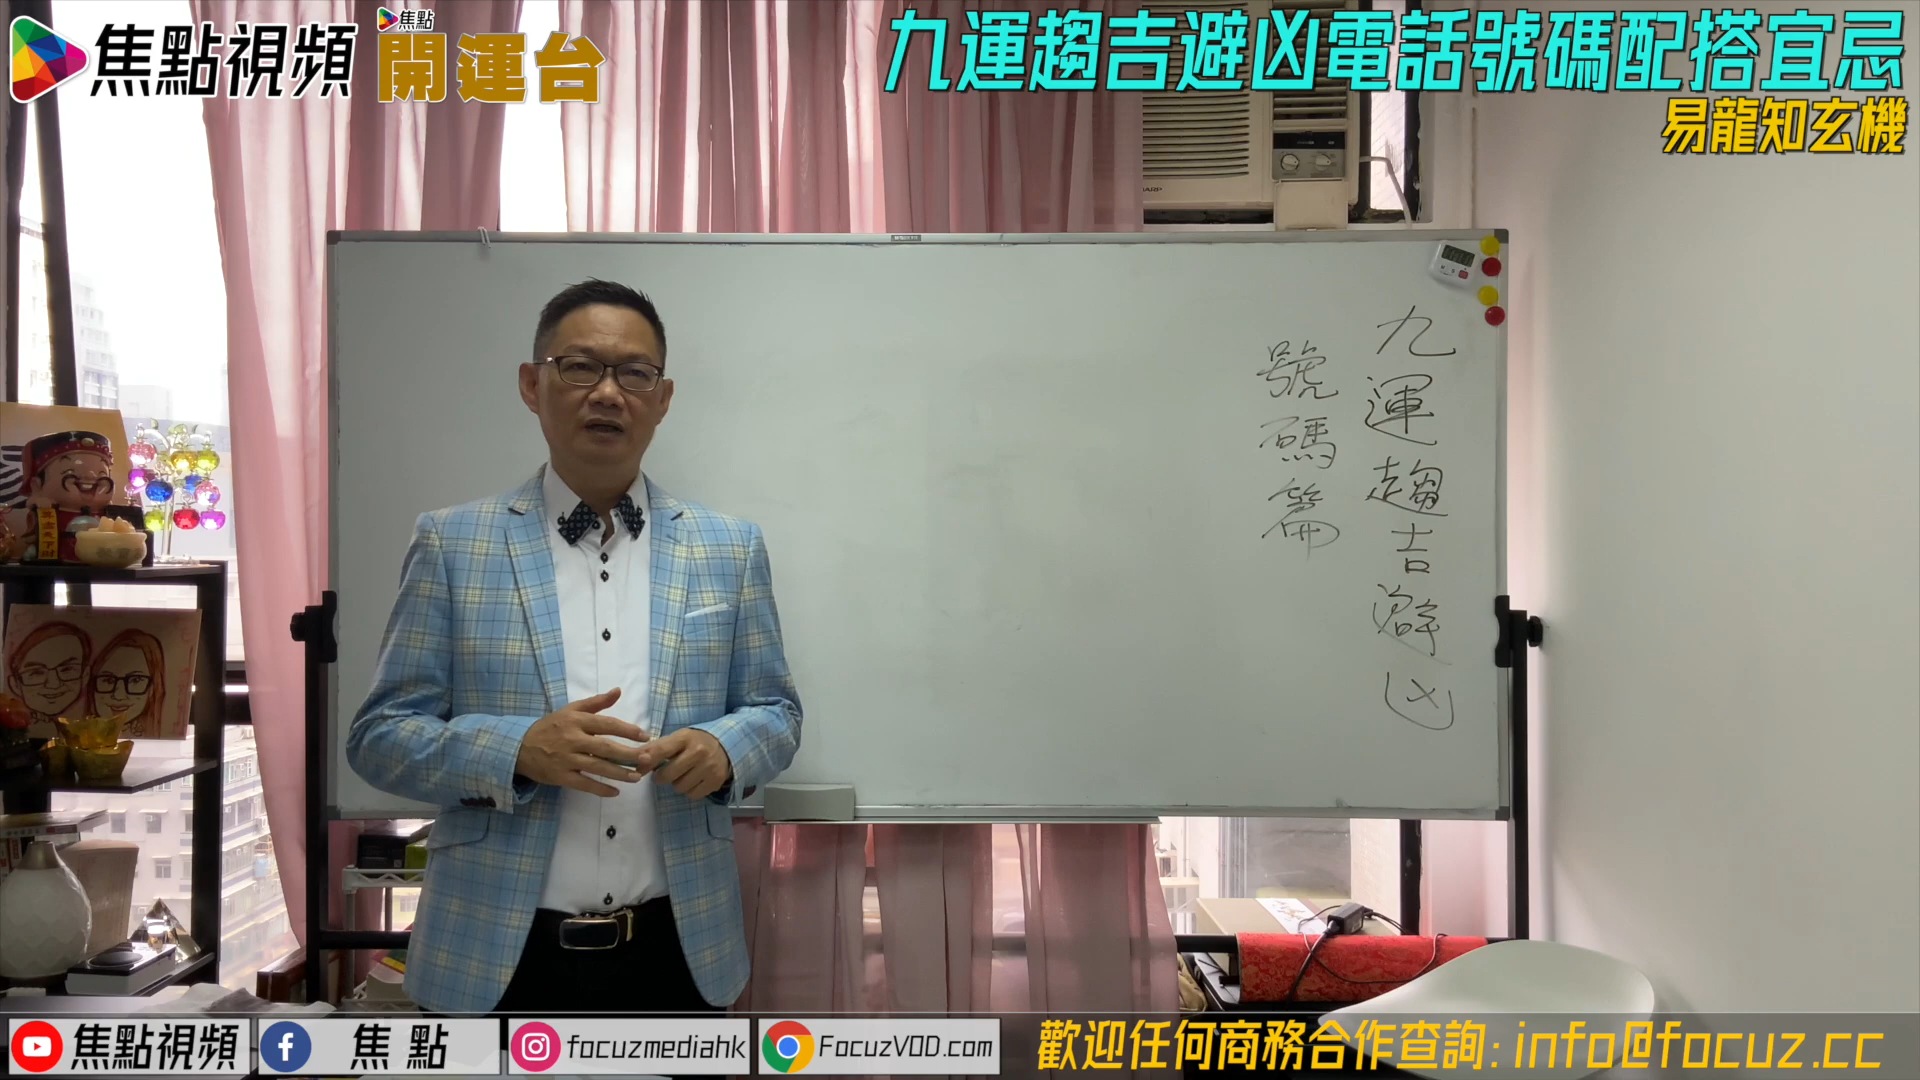 焦點視頻
焦點
開運台
九運趨吉避凶電話號碼配搭宜忌
易龍知玄機
SHARP
九運趨吉避凶
號碼篇
焦點視頻
焦點
focuzmediahk
FocuzVOD.com
歡迎任何商務合作查詢: info@focuz.cc